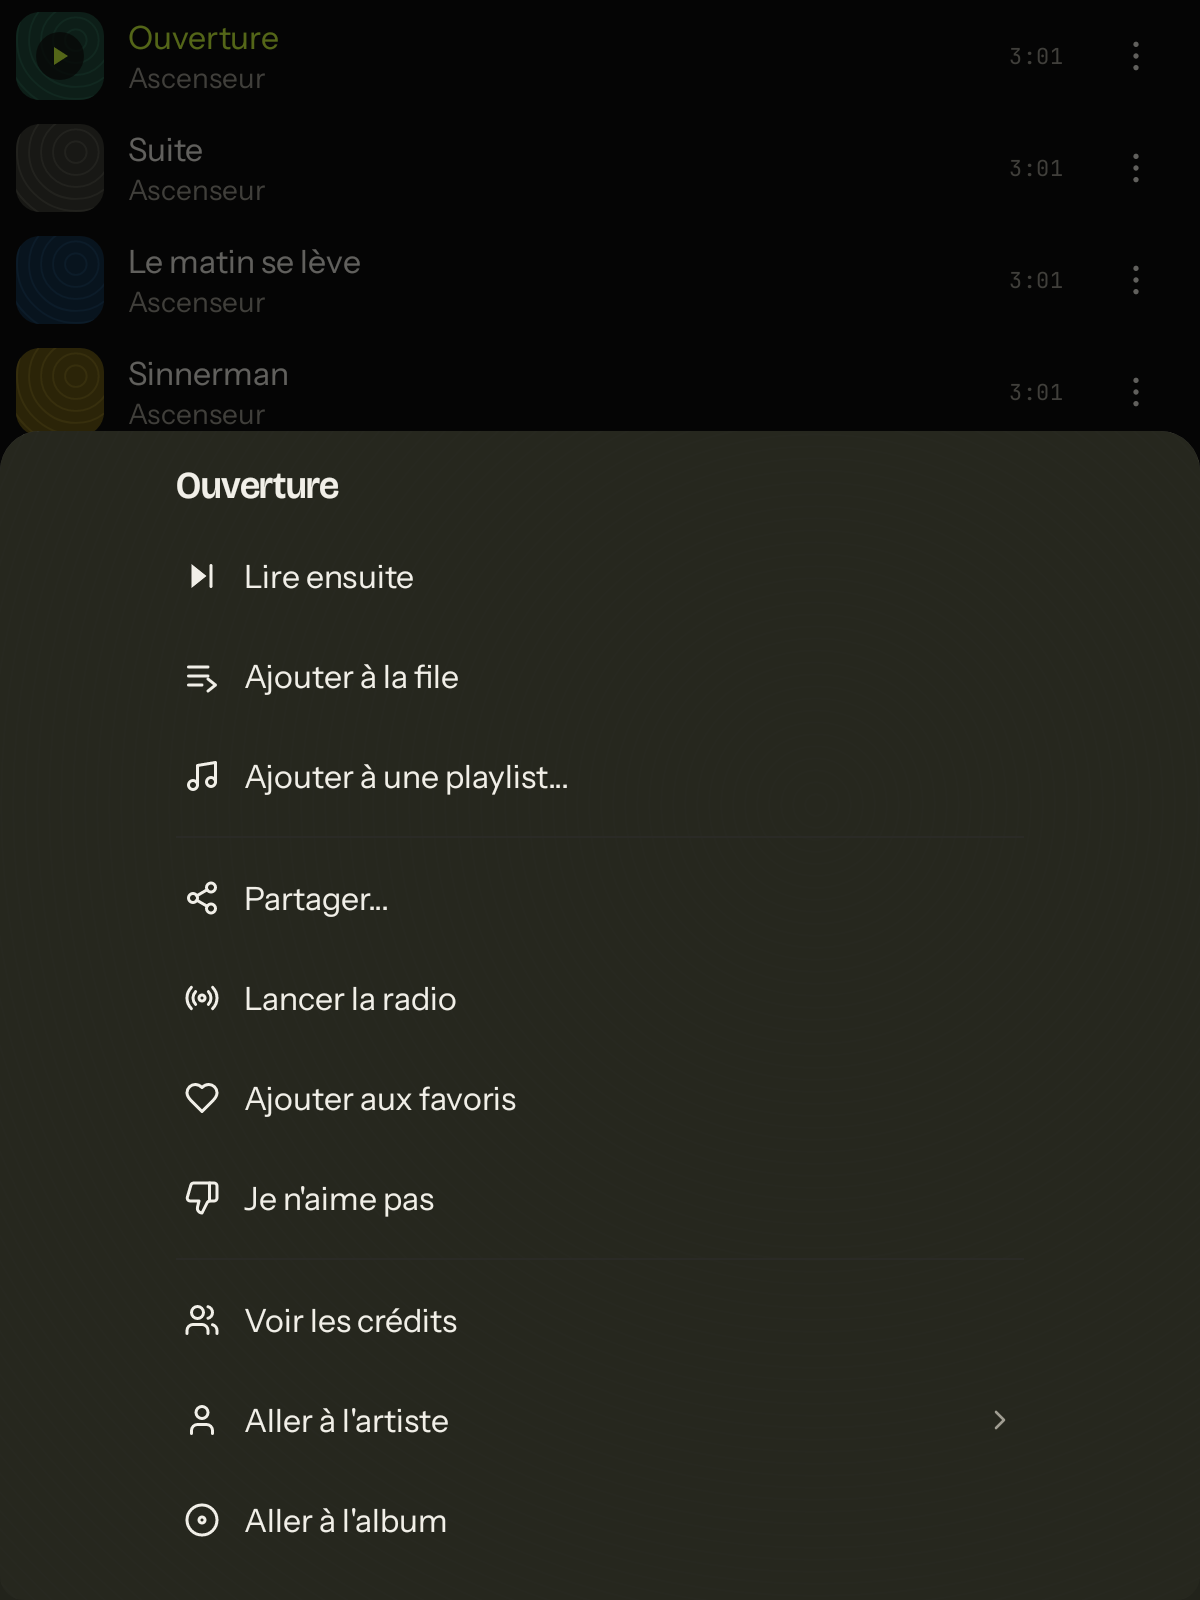 Ouverture
Ascenseur
3:01
Suite
Ascenseur
3:01
Le matin se lève
Ascenseur
3:01
Sinnerman
Ascenseur
3:01
Ouverture
Lire ensuite
Ajouter à la file
Ajouter à une playlist...
Partager...
Lancer la radio
Ajouter aux favoris
Je n'aime pas
Voir les crédits
Aller à l'artiste
Aller à l'album